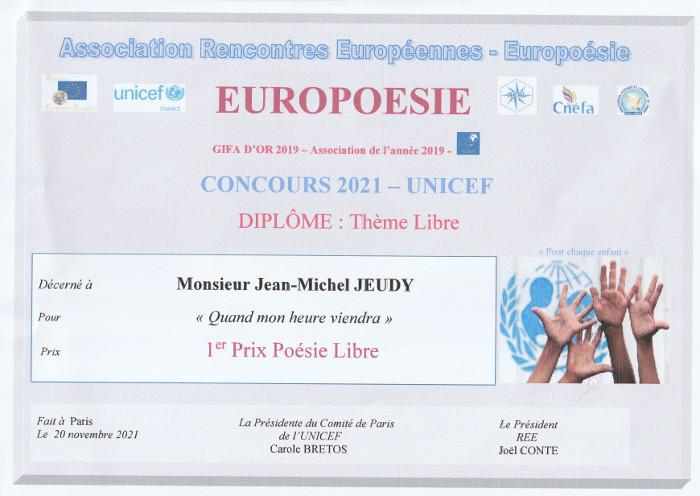 Association Rencontres Européennes - Europoésie
unicef
FRANCE
EUROPOESIE
Cnefa
GIFA D'OR 2019 – Association de l'année 2019 -
CONCOURS 2021 – UNICEF
DIPLÔME : Thème Libre
« Pour chaque enfant »
Décerné à Monsieur Jean-Michel JEUDY
Pour « Quand mon heure viendra »
Prix 1er Prix Poésie Libre
Fait à Paris
Le 20 novembre 2021
La Présidente du Comité de Paris
de l'UNICEF
Carole BRETOS
Le Président
REE
Joël CONTE